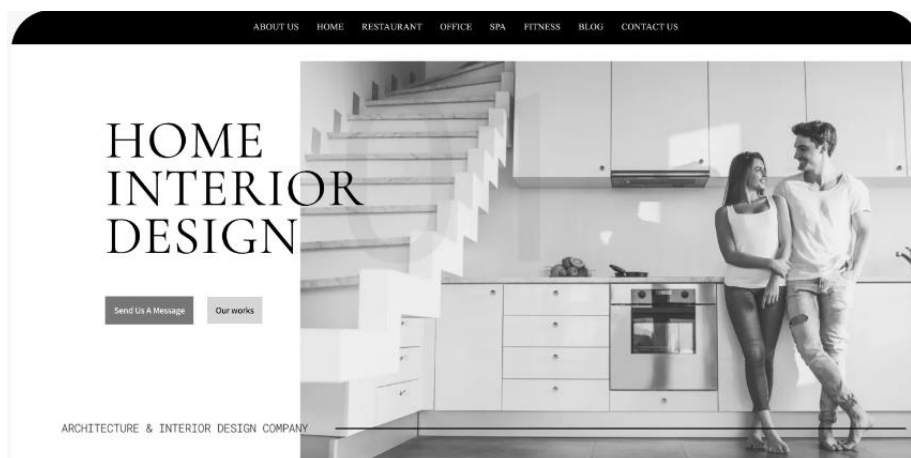 ABOUT US HOME RESTAURANT OFFICE SPA FITNESS BLOG CONTACT US
01
HOME
INTERIOR
DESIGN
Send Us A Message Our works
ARCHITECTURE & INTERIOR DESIGN COMPANY